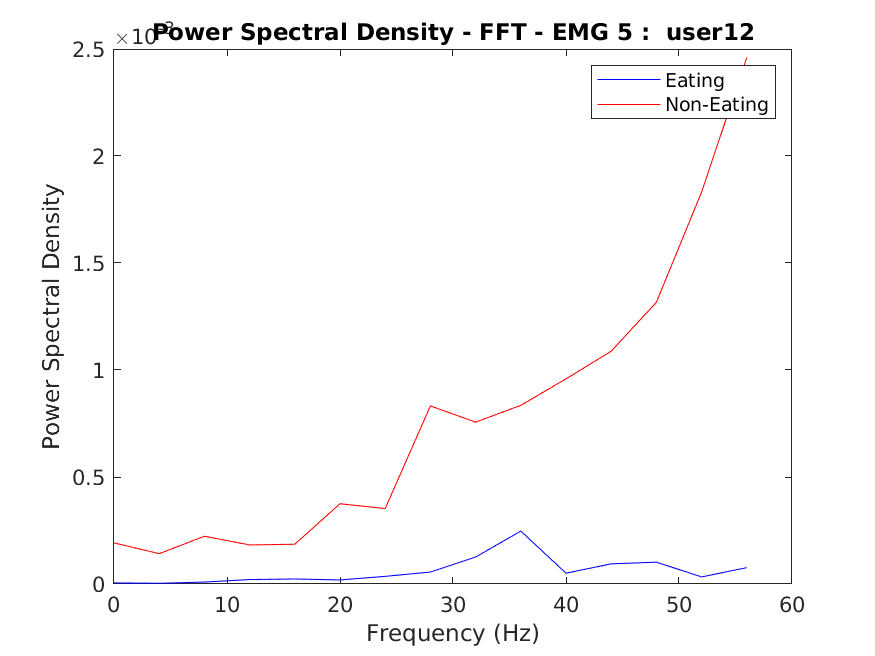 Power Spectral Density - FFT - EMG 5 :  user12
×10
2.5
2
1.5
1
0.5
0
0 10 20 30 40 50 60
Power Spectral Density
Frequency (Hz)
Eating
Non-Eating